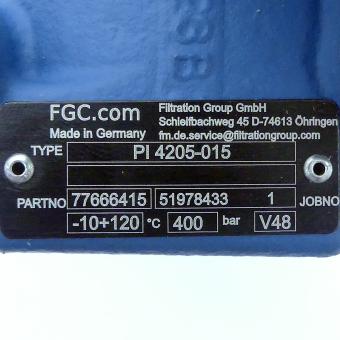 FGC.com
Made in Germany
Filtration Group GmbH
Schleifbachweg 45 D-74613 Öhringen
fm.de.service@filtrationgroup.com
TYPE PI 4205-015
PARTNO 77666415 51978433 1 JOBNO
-10+120 °C 400 bar V48